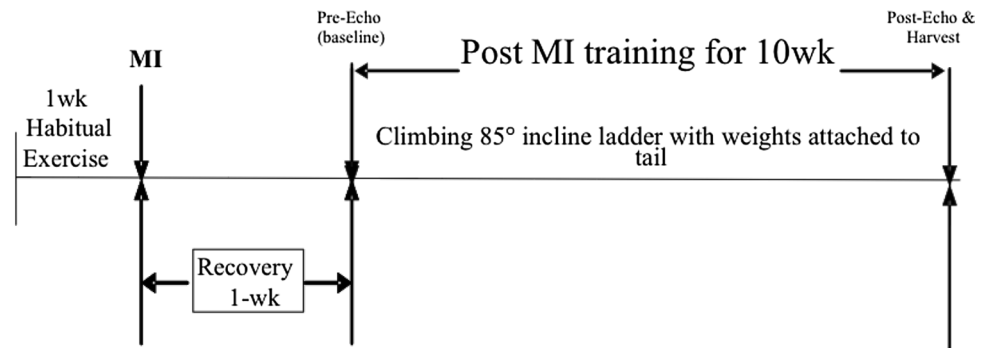 Pre-Echo
(baseline)
Post-Echo &
Harvest
MI
Post MI training for 10wk
1wk
Habitual
Exercise
Climbing 85° incline ladder with weights attached to
tail
Recovery
1-wk